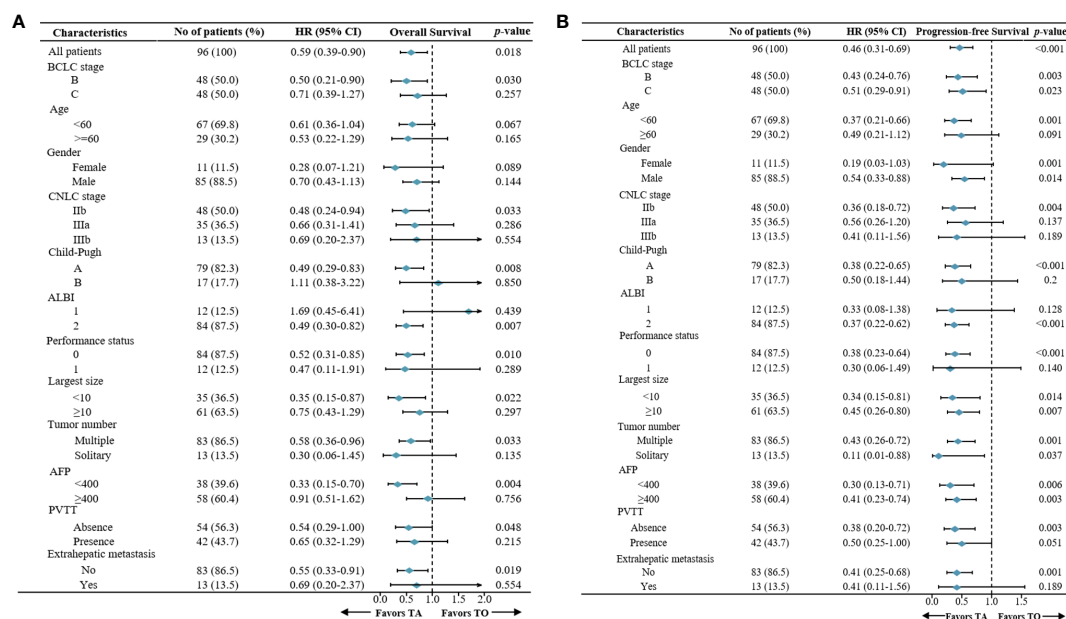 A
Characteristics No of patients (%) HR (95% CI) Overall Survival p-value
All patients 96 (100) 0.59 (0.39-0.90) 0.018
BCLC stage
B 48 (50.0) 0.50 (0.21-0.90) 0.030
C 48 (50.0) 0.71 (0.39-1.27) 0.257
Age
<60 67 (69.8) 0.61 (0.36-1.04) 0.067
>=60 29 (30.2) 0.53 (0.22-1.29) 0.165
Gender
Female 11 (11.5) 0.28 (0.07-1.21) 0.089
Male 85 (88.5) 0.70 (0.43-1.13) 0.144
CNLC stage
IIb 48 (50.0) 0.48 (0.24-0.94) 0.033
IIIa 35 (36.5) 0.66 (0.31-1.41) 0.286
IIIb 13 (13.5) 0.69 (0.20-2.37) 0.554
Child-Pugh
A 79 (82.3) 0.49 (0.29-0.83) 0.008
B 17 (17.7) 1.11 (0.38-3.22) 0.850
ALBI
1 12 (12.5) 1.69 (0.45-6.41) 0.439
2 84 (87.5) 0.49 (0.30-0.82) 0.007
Performance status
0 84 (87.5) 0.52 (0.31-0.85) 0.010
1 12 (12.5) 0.47 (0.11-1.91) 0.289
Largest size
<10 35 (36.5) 0.35 (0.15-0.87) 0.022
≥10 61 (63.5) 0.75 (0.43-1.29) 0.297
Tumor number
Multiple 83 (86.5) 0.58 (0.36-0.96) 0.033
Solitary 13 (13.5) 0.30 (0.06-1.45) 0.135
AFP
<400 38 (39.6) 0.33 (0.15-0.70) 0.004
≥400 58 (60.4) 0.91 (0.51-1.62) 0.756
PVTT
Absence 54 (56.3) 0.54 (0.29-1.00) 0.048
Presence 42 (43.7) 0.65 (0.32-1.29) 0.215
Extrahepatic metastasis
No 83 (86.5) 0.55 (0.33-0.91) 0.019
Yes 13 (13.5) 0.69 (0.20-2.37) 0.554
0.0 0.5 1.0 1.5 2.0
Favors TA Favors TO
B
Characteristics No of patients (%) HR (95% CI) Progression-free Survival p-value
All patients 96 (100) 0.46 (0.31-0.69) <0.001
BCLC stage
B 48 (50.0) 0.43 (0.24-0.76) 0.003
C 48 (50.0) 0.51 (0.29-0.91) 0.023
Age
<60 67 (69.8) 0.37 (0.21-0.66) 0.001
≥60 29 (30.2) 0.49 (0.21-1.12) 0.091
Gender
Female 11 (11.5) 0.19 (0.03-1.03) 0.001
Male 85 (88.5) 0.54 (0.33-0.88) 0.014
CNLC stage
IIb 48 (50.0) 0.36 (0.18-0.72) 0.004
IIIa 35 (36.5) 0.56 (0.26-1.20) 0.137
IIIb 13 (13.5) 0.41 (0.11-1.56) 0.189
Child-Pugh
A 79 (82.3) 0.38 (0.22-0.65) <0.001
B 17 (17.7) 0.50 (0.18-1.44) 0.2
ALBI
1 12 (12.5) 0.33 (0.08-1.38) 0.128
2 84 (87.5) 0.37 (0.22-0.62) <0.001
Performance status
0 84 (87.5) 0.38 (0.23-0.64) <0.001
1 12 (12.5) 0.30 (0.06-1.49) 0.140
Largest size
<10 35 (36.5) 0.34 (0.15-0.81) 0.014
≥10 61 (63.5) 0.45 (0.26-0.80) 0.007
Tumor number
Multiple 83 (86.5) 0.43 (0.26-0.72) 0.001
Solitary 13 (13.5) 0.11 (0.01-0.88) 0.037
AFP
<400 38 (39.6) 0.30 (0.13-0.71) 0.006
≥400 58 (60.4) 0.41 (0.23-0.74) 0.003
PVTT
Absence 54 (56.3) 0.38 (0.20-0.72) 0.003
Presence 42 (43.7) 0.50 (0.25-1.00) 0.051
Extrahepatic metastasis
No 83 (86.5) 0.41 (0.25-0.68) 0.001
Yes 13 (13.5) 0.41 (0.11-1.56) 0.189
0.0 0.5 1.0 1.5
Favors TA Favors TO